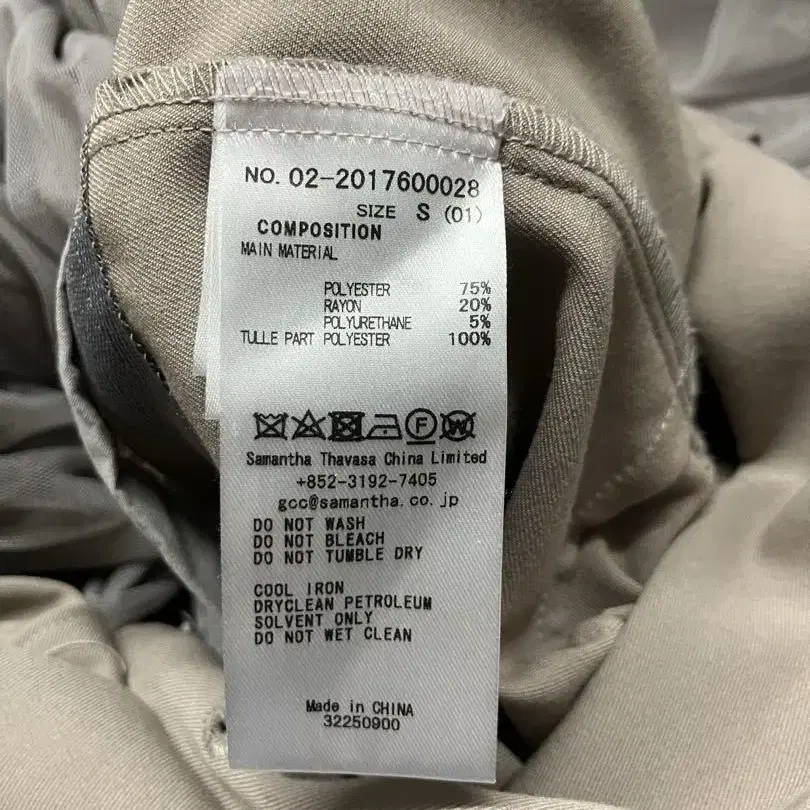 NO. 02-2017600028
SIZE S (01)
COMPOSITION
MAIN MATERIAL
POLYESTER 75%
RAYON 20%
POLYURETHANE 5%
TULLE PART POLYESTER 100%
F W
Samantha Thavasa China Limited
+852-3192-7405
gcc@samantha.co.jp
DO NOT WASH
DO NOT BLEACH
DO NOT TUMBLE DRY
COOL IRON
DRYCLEAN PETROLEUM
SOLVENT ONLY
DO NOT WET CLEAN
Made in CHINA
32250900